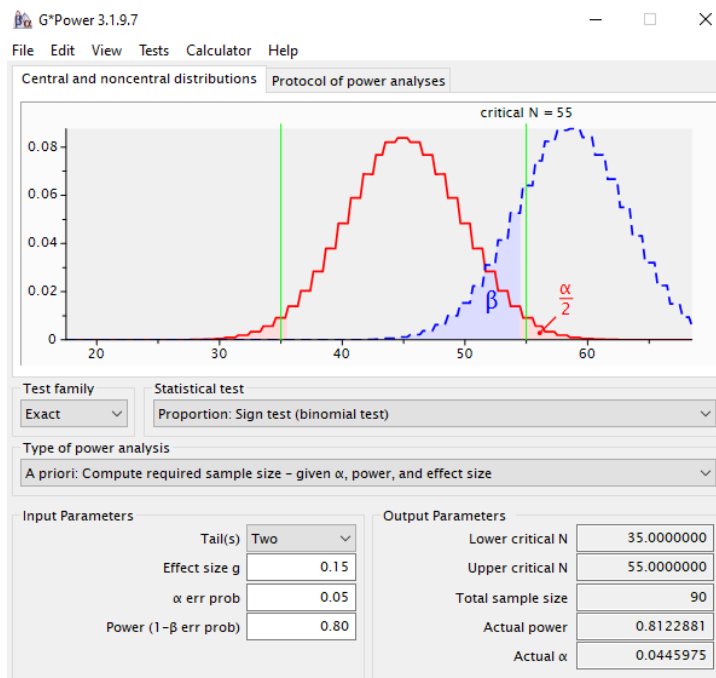 G*Power 3.1.9.7
File Edit View Tests Calculator Help
Central and noncentral distributions Protocol of power analyses
critical N = 55
0.08
0.06
0.04
0.02
0
β
α
2
20 40 50 60
Test family Statistical test
Exact Proportion: Sign test (binomial test)
Type of power analysis
A priori: Compute required sample size – given α, power, and effect size
Input Parameters Output Parameters
Tail(s) Two Lower critical N 35.0000000
Effect size g 0.15 Upper critical N 55.0000000
α err prob 0.05 Total sample size 90
Power (1-β err prob) 0.80 Actual power 0.8122881
Actual α 0.0445975